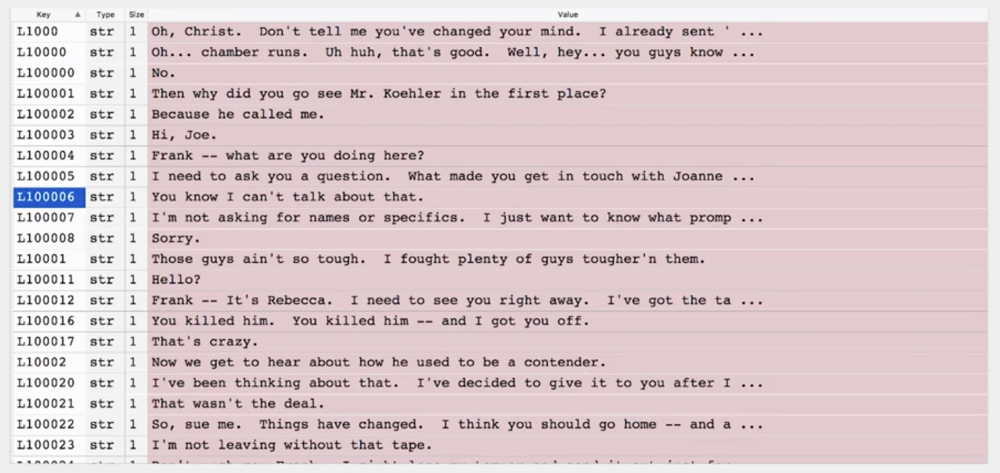 Key ▲ Type Size Value
L1000 str 1 Oh, Christ.  Don't tell me you've changed your mind.  I already sent ' ...
L10000 str 1 Oh... chamber runs.  Uh huh, that's good.  Well, hey... you guys know ...
L100000 str 1 No.
L100001 str 1 Then why did you go see Mr. Koehler in the first place?
L100002 str 1 Because he called me.
L100003 str 1 Hi, Joe.
L100004 str 1 Frank -- what are you doing here?
L100005 str 1 I need to ask you a question.  What made you get in touch with Joanne ...
L100006 str 1 You know I can't talk about that.
L100007 str 1 I'm not asking for names or specifics.  I just want to know what promp ...
L100008 str 1 Sorry.
L10001 str 1 Those guys ain't so tough.  I fought plenty of guys tougher'n them.
L100011 str 1 Hello?
L100012 str 1 Frank -- It's Rebecca.  I need to see you right away.  I've got the ta ...
L100016 str 1 You killed him.  You killed him -- and I got you off.
L100017 str 1 That's crazy.
L10002 str 1 Now we get to hear about how he used to be a contender.
L100020 str 1 I've been thinking about that.  I've decided to give it to you after I ...
L100021 str 1 That wasn't the deal.
L100022 str 1 So, sue me.  Things have changed.  I think you should go home -- and a ...
L100023 str 1 I'm not leaving without that tape.